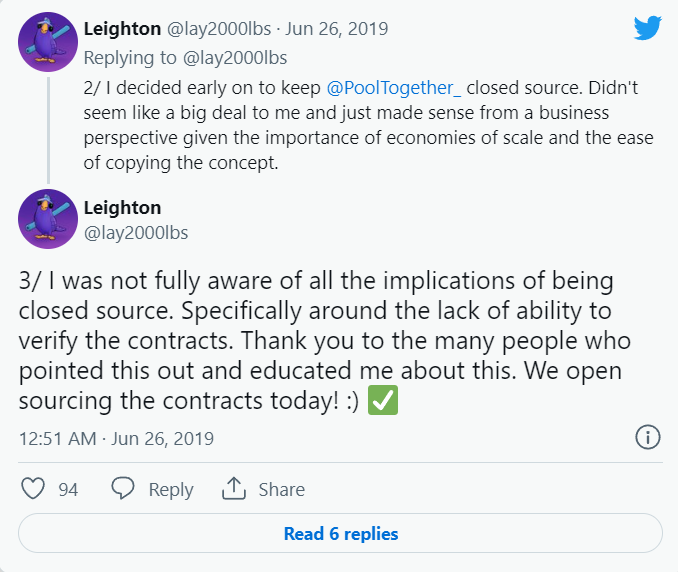 Leighton @lay2000lbs · Jun 26, 2019
Replying to @lay2000lbs
2/ I decided early on to keep @PoolTogether_ closed source. Didn't
seem like a big deal to me and just made sense from a business
perspective given the importance of economies of scale and the ease
of copying the concept.
Leighton
@lay2000lbs
3/ I was not fully aware of all the implications of being
closed source. Specifically around the lack of ability to
verify the contracts. Thank you to the many people who
pointed this out and educated me about this. We open
sourcing the contracts today! :) ✅
12:51 AM · Jun 26, 2019
94 Reply Share
Read 6 replies